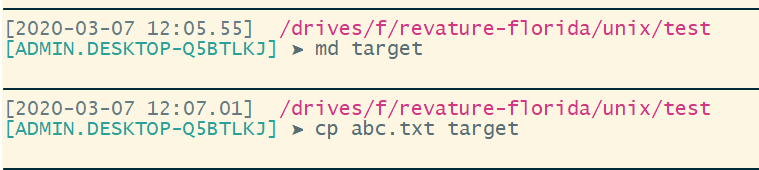 [2020-03-07 12:05.55]  /drives/f/revature-florida/unix/test
[ADMIN.DESKTOP-Q5BTLKJ] ➤ md target
[2020-03-07 12:07.01]  /drives/f/revature-florida/unix/test
[ADMIN.DESKTOP-Q5BTLKJ] ➤ cp abc.txt target